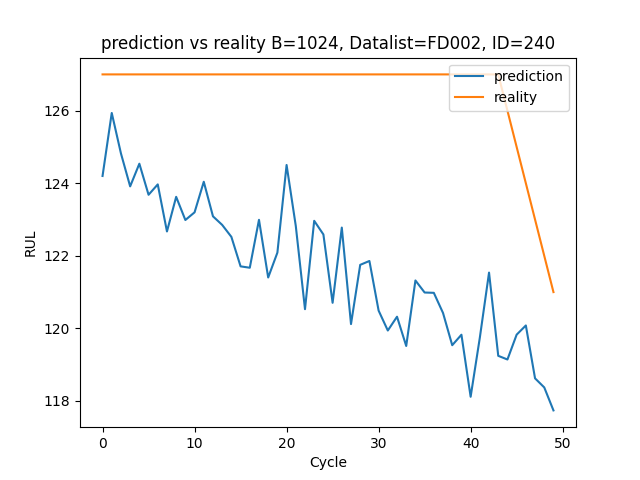 prediction vs reality B=1024, Datalist=FD002, ID=240
prediction
reality
126
124
122
120
118
RUL
0 10 20 30 40 50
Cycle